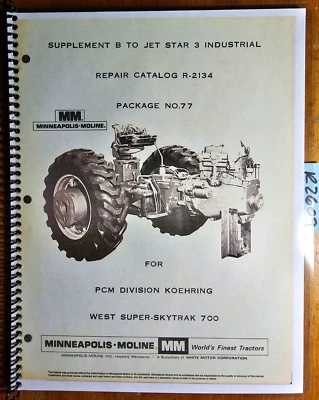 SUPPLEMENT B TO JET STAR 3 INDUSTRIAL
REPAIR CATALOG R-2134
PACKAGE NO.77
MM
MINNEAPOLIS-MOLINE
FOR
PCM DIVISION KOEHRING
WEST SUPER-SKYTRAK 700
MINNEAPOLIS-MOLINE MM World's Finest Tractors
MINNEAPOLIS-MOLINE INC, Hopkins, Minnesota - A Subsidiary of WHITE MOTOR CORPORATION